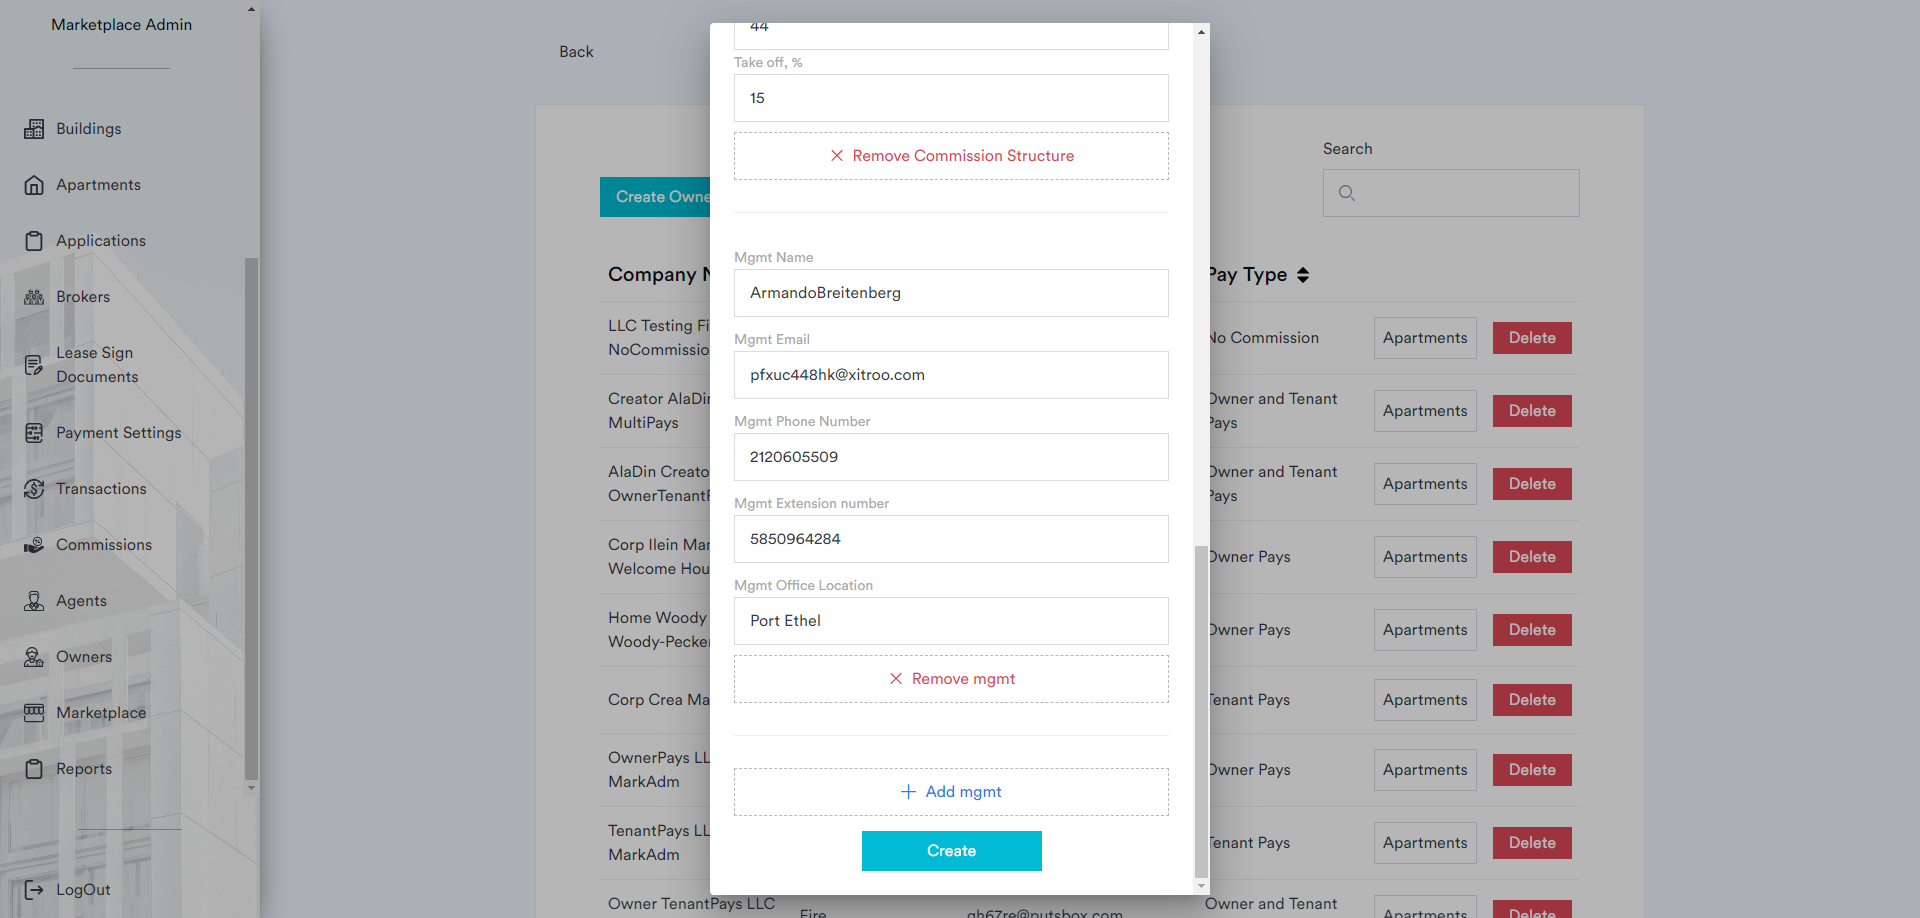 Marketplace Admin
Buildings
Apartments
Applications
Brokers
Lease Sign
Documents
Payment Settings
Transactions
Commissions
Agents
Owners
Marketplace
Reports
LogOut
Back
Create Owne
Search
Company N
Pay Type
LLC Testing Fi
NoCommissio
No Commission
Apartments
Delete
Creator AlaDin
MultiPays
Owner and Tenant
Pays
Apartments
Delete
AlaDin Creato
OwnerTenantP
Owner and Tenant
Pays
Apartments
Delete
Corp Ilein Mar
Welcome Hou
Owner Pays
Apartments
Delete
Home Woody
Woody-Pecke
Owner Pays
Apartments
Delete
Corp Crea Ma
Tenant Pays
Apartments
Delete
OwnerPays LL
MarkAdm
Owner Pays
Apartments
Delete
TenantPays LL
MarkAdm
Tenant Pays
Apartments
Delete
Owner TenantPays LLC
Fire
gh67re@putsbox.com
Owner and Tenant
Apartments
Delete
44
Take off, %
15
Remove Commission Structure
Mgmt Name
ArmandoBreitenberg
Mgmt Email
pfxuc448hk@xitroo.com
Mgmt Phone Number
2120605509
Mgmt Extension number
5850964284
Mgmt Office Location
Port Ethel
Remove mgmt
Add mgmt
Create